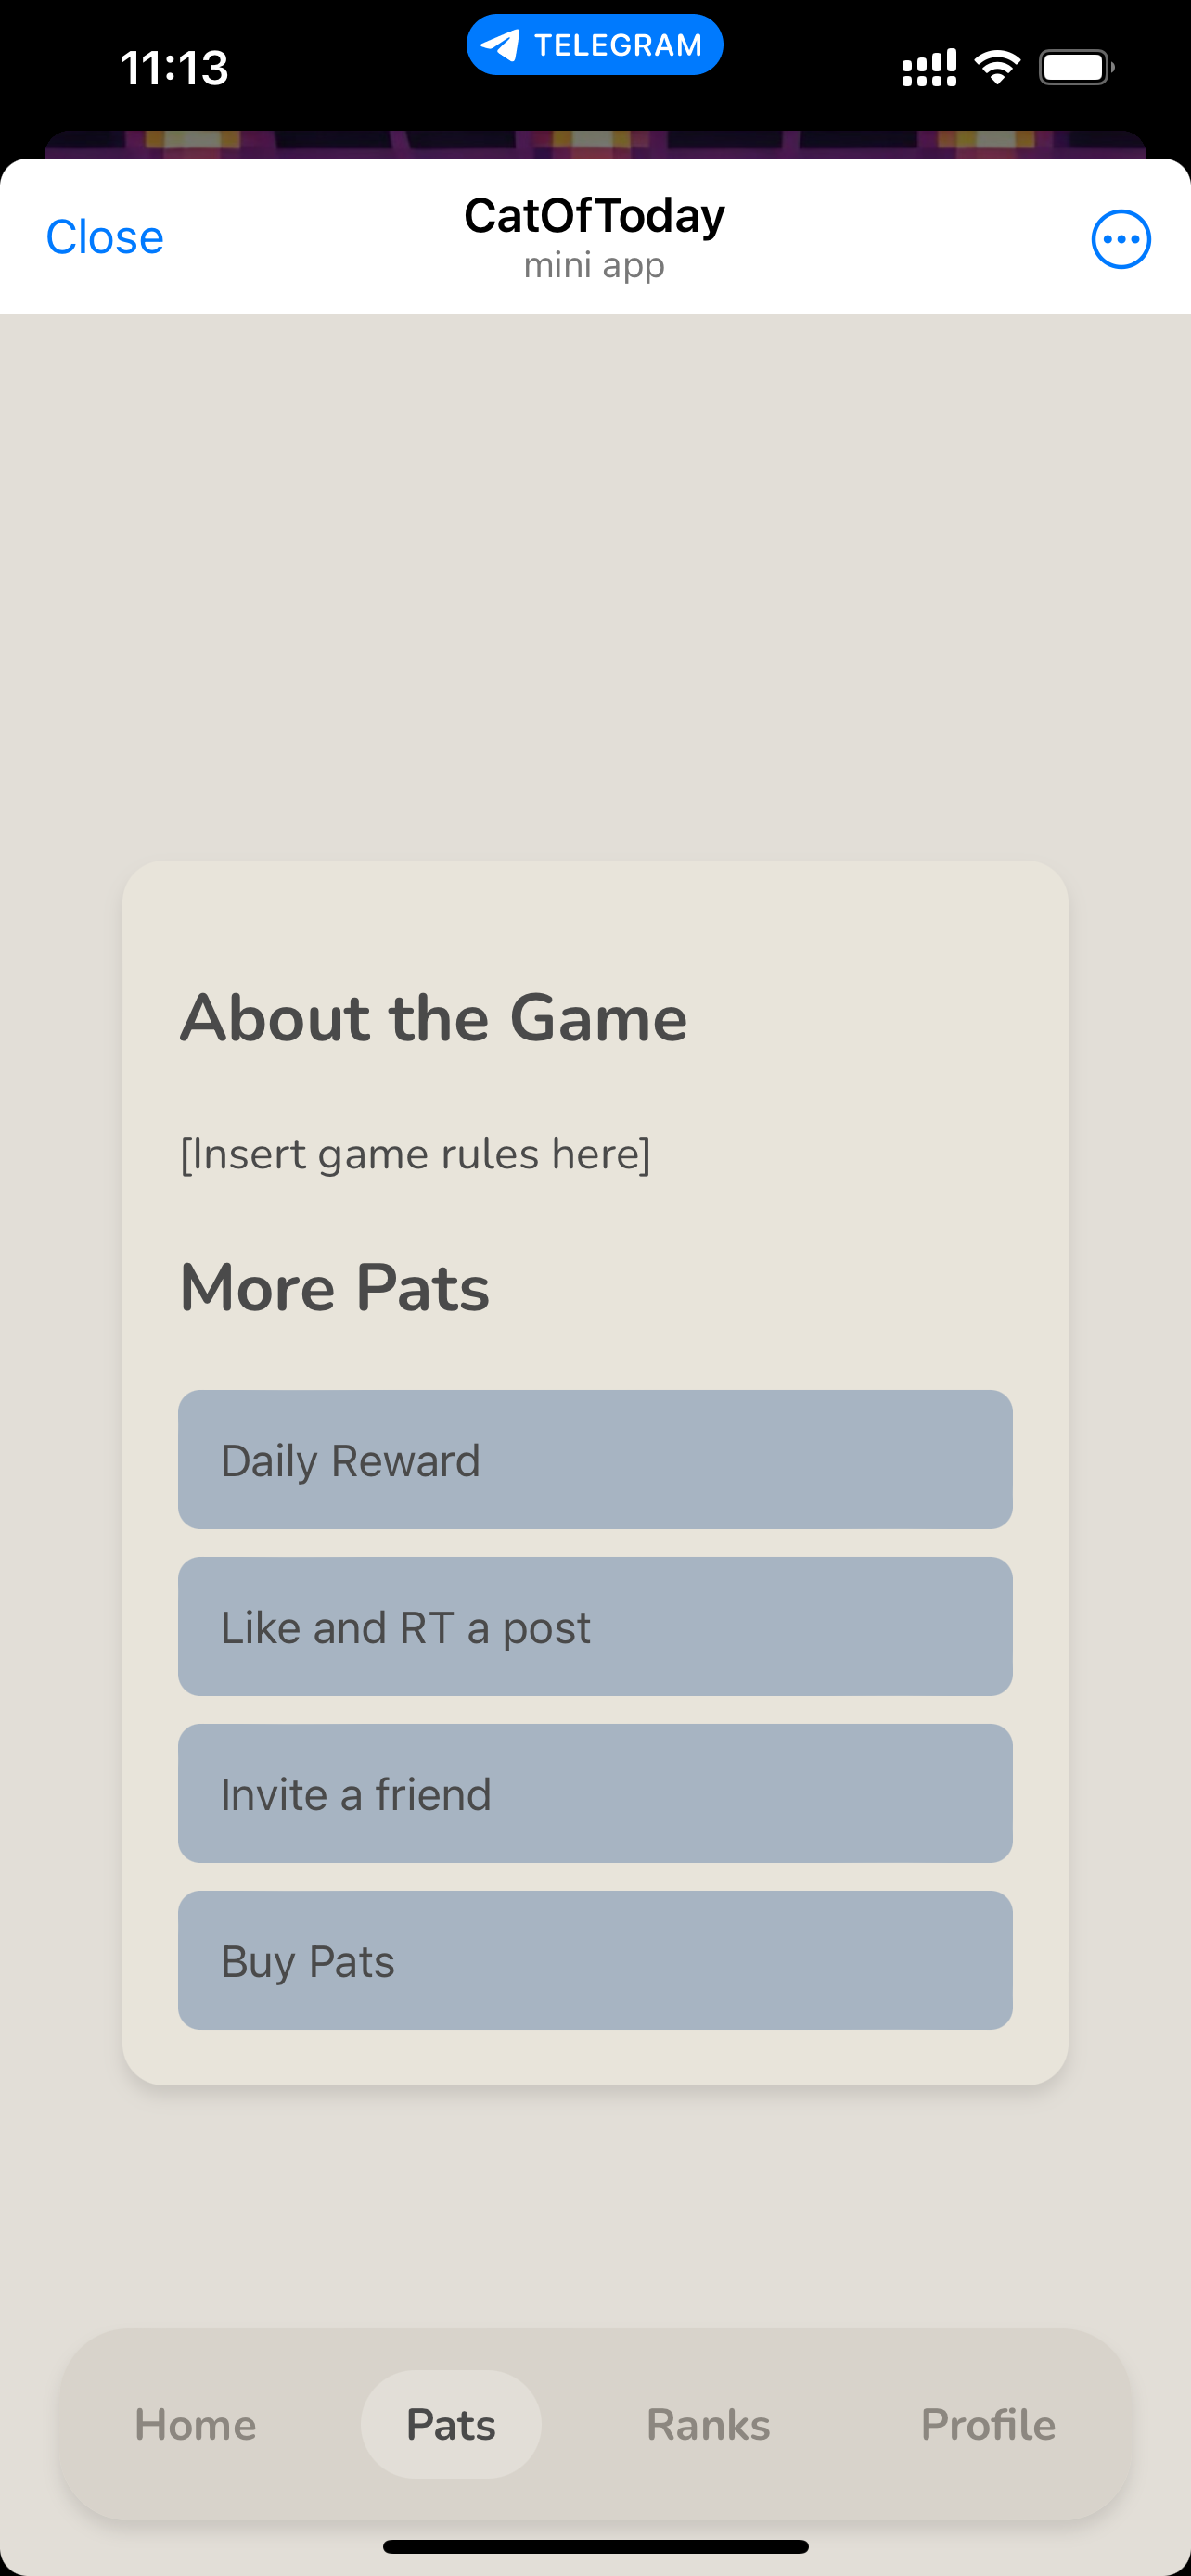 11:13
TELEGRAM
Close
CatOfToday
mini app
About the Game
[Insert game rules here]
More Pats
Daily Reward
Like and RT a post
Invite a friend
Buy Pats
Home
Pats
Ranks
Profile